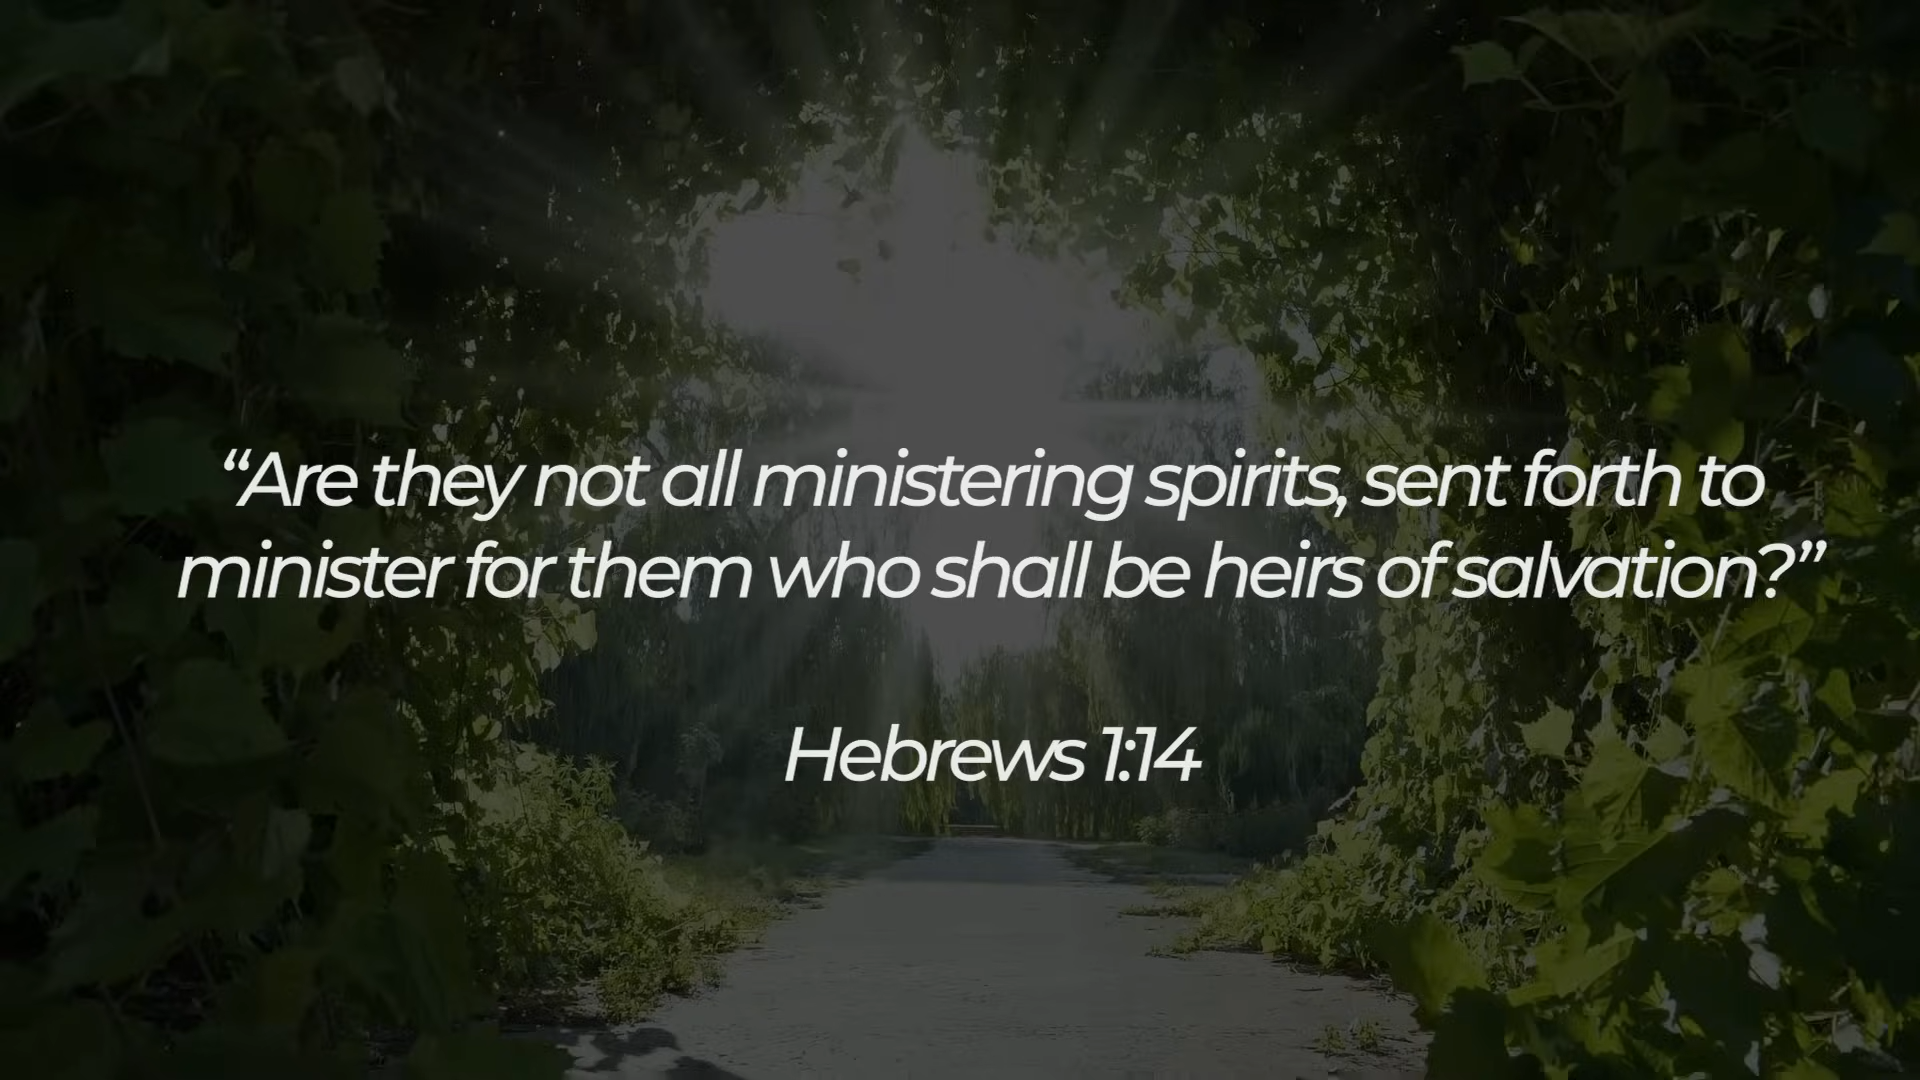 “Are they not all ministering spirits, sent forth to
minister for them who shall be heirs of salvation?”
Hebrews 1:14